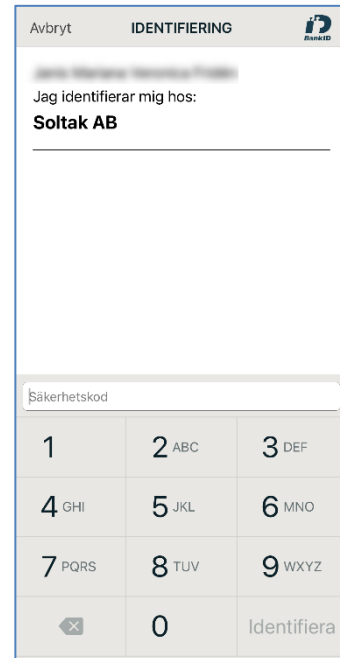 Avbryt IDENTIFIERING BankID
Jag identifierar mig hos:
Soltak AB
Säkerhetskod
1 2 ABC 3 DEF
4 GHI 5 JKL 6 MNO
7 PQRS 8 TUV 9 WXYZ
0 Identifiera